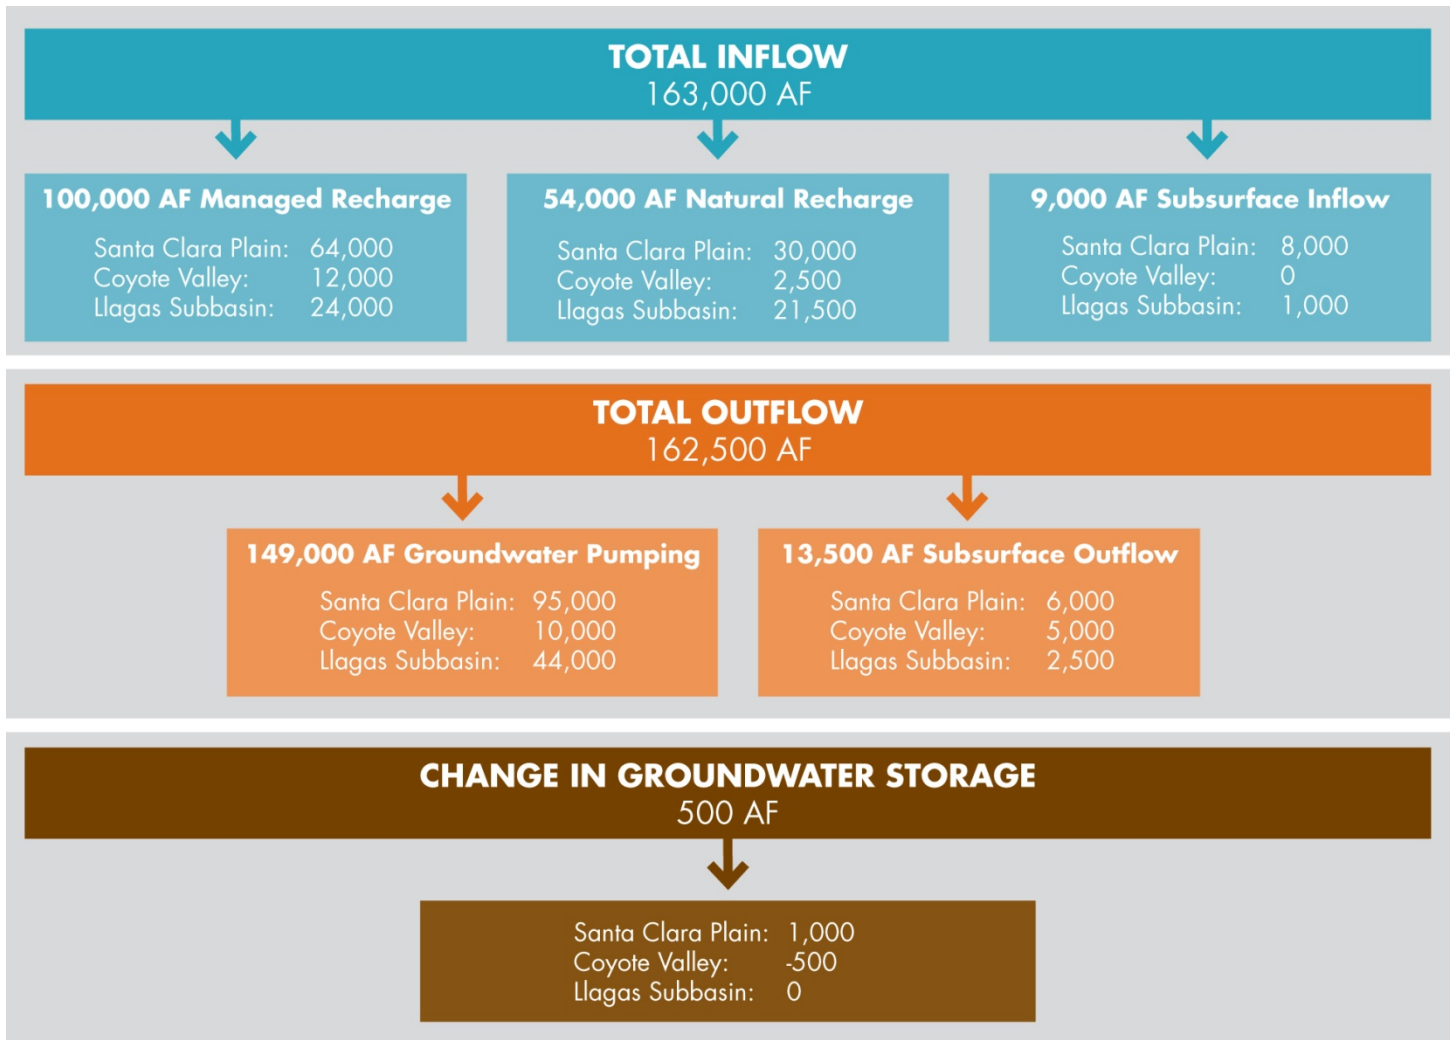 TOTAL INFLOW
163,000 AF
100,000 AF Managed Recharge
Santa Clara Plain: 64,000
Coyote Valley: 12,000
Llagas Subbasin: 24,000
54,000 AF Natural Recharge
Santa Clara Plain: 30,000
Coyote Valley: 2,500
Llagas Subbasin: 21,500
9,000 AF Subsurface Inflow
Santa Clara Plain: 8,000
Coyote Valley: 0
Llagas Subbasin: 1,000
TOTAL OUTFLOW
162,500 AF
149,000 AF Groundwater Pumping
Santa Clara Plain: 95,000
Coyote Valley: 10,000
Llagas Subbasin: 44,000
13,500 AF Subsurface Outflow
Santa Clara Plain: 6,000
Coyote Valley: 5,000
Llagas Subbasin: 2,500
CHANGE IN GROUNDWATER STORAGE
500 AF
Santa Clara Plain: 1,000
Coyote Valley: -500
Llagas Subbasin: 0